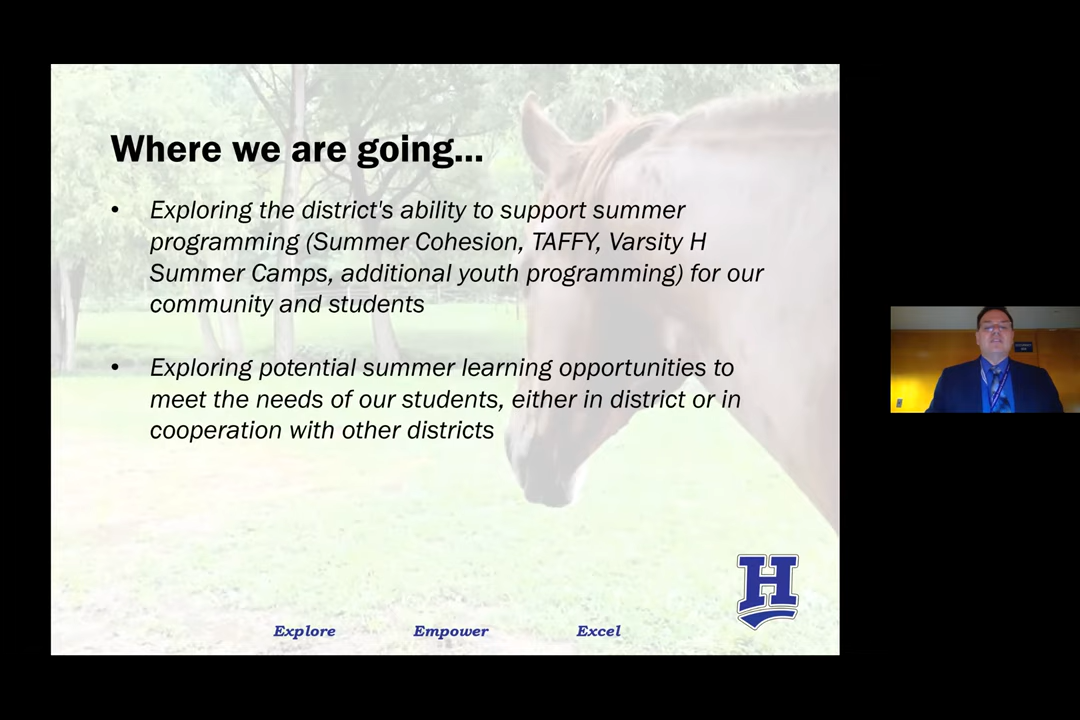 Where we are going...
• Exploring the district's ability to support summer
programming (Summer Cohesion, TAFFY, Varsity H
Summer Camps, additional youth programming) for our
community and students
• Exploring potential summer learning opportunities to
meet the needs of our students, either in district or in
cooperation with other districts
H
Explore Empower Excel